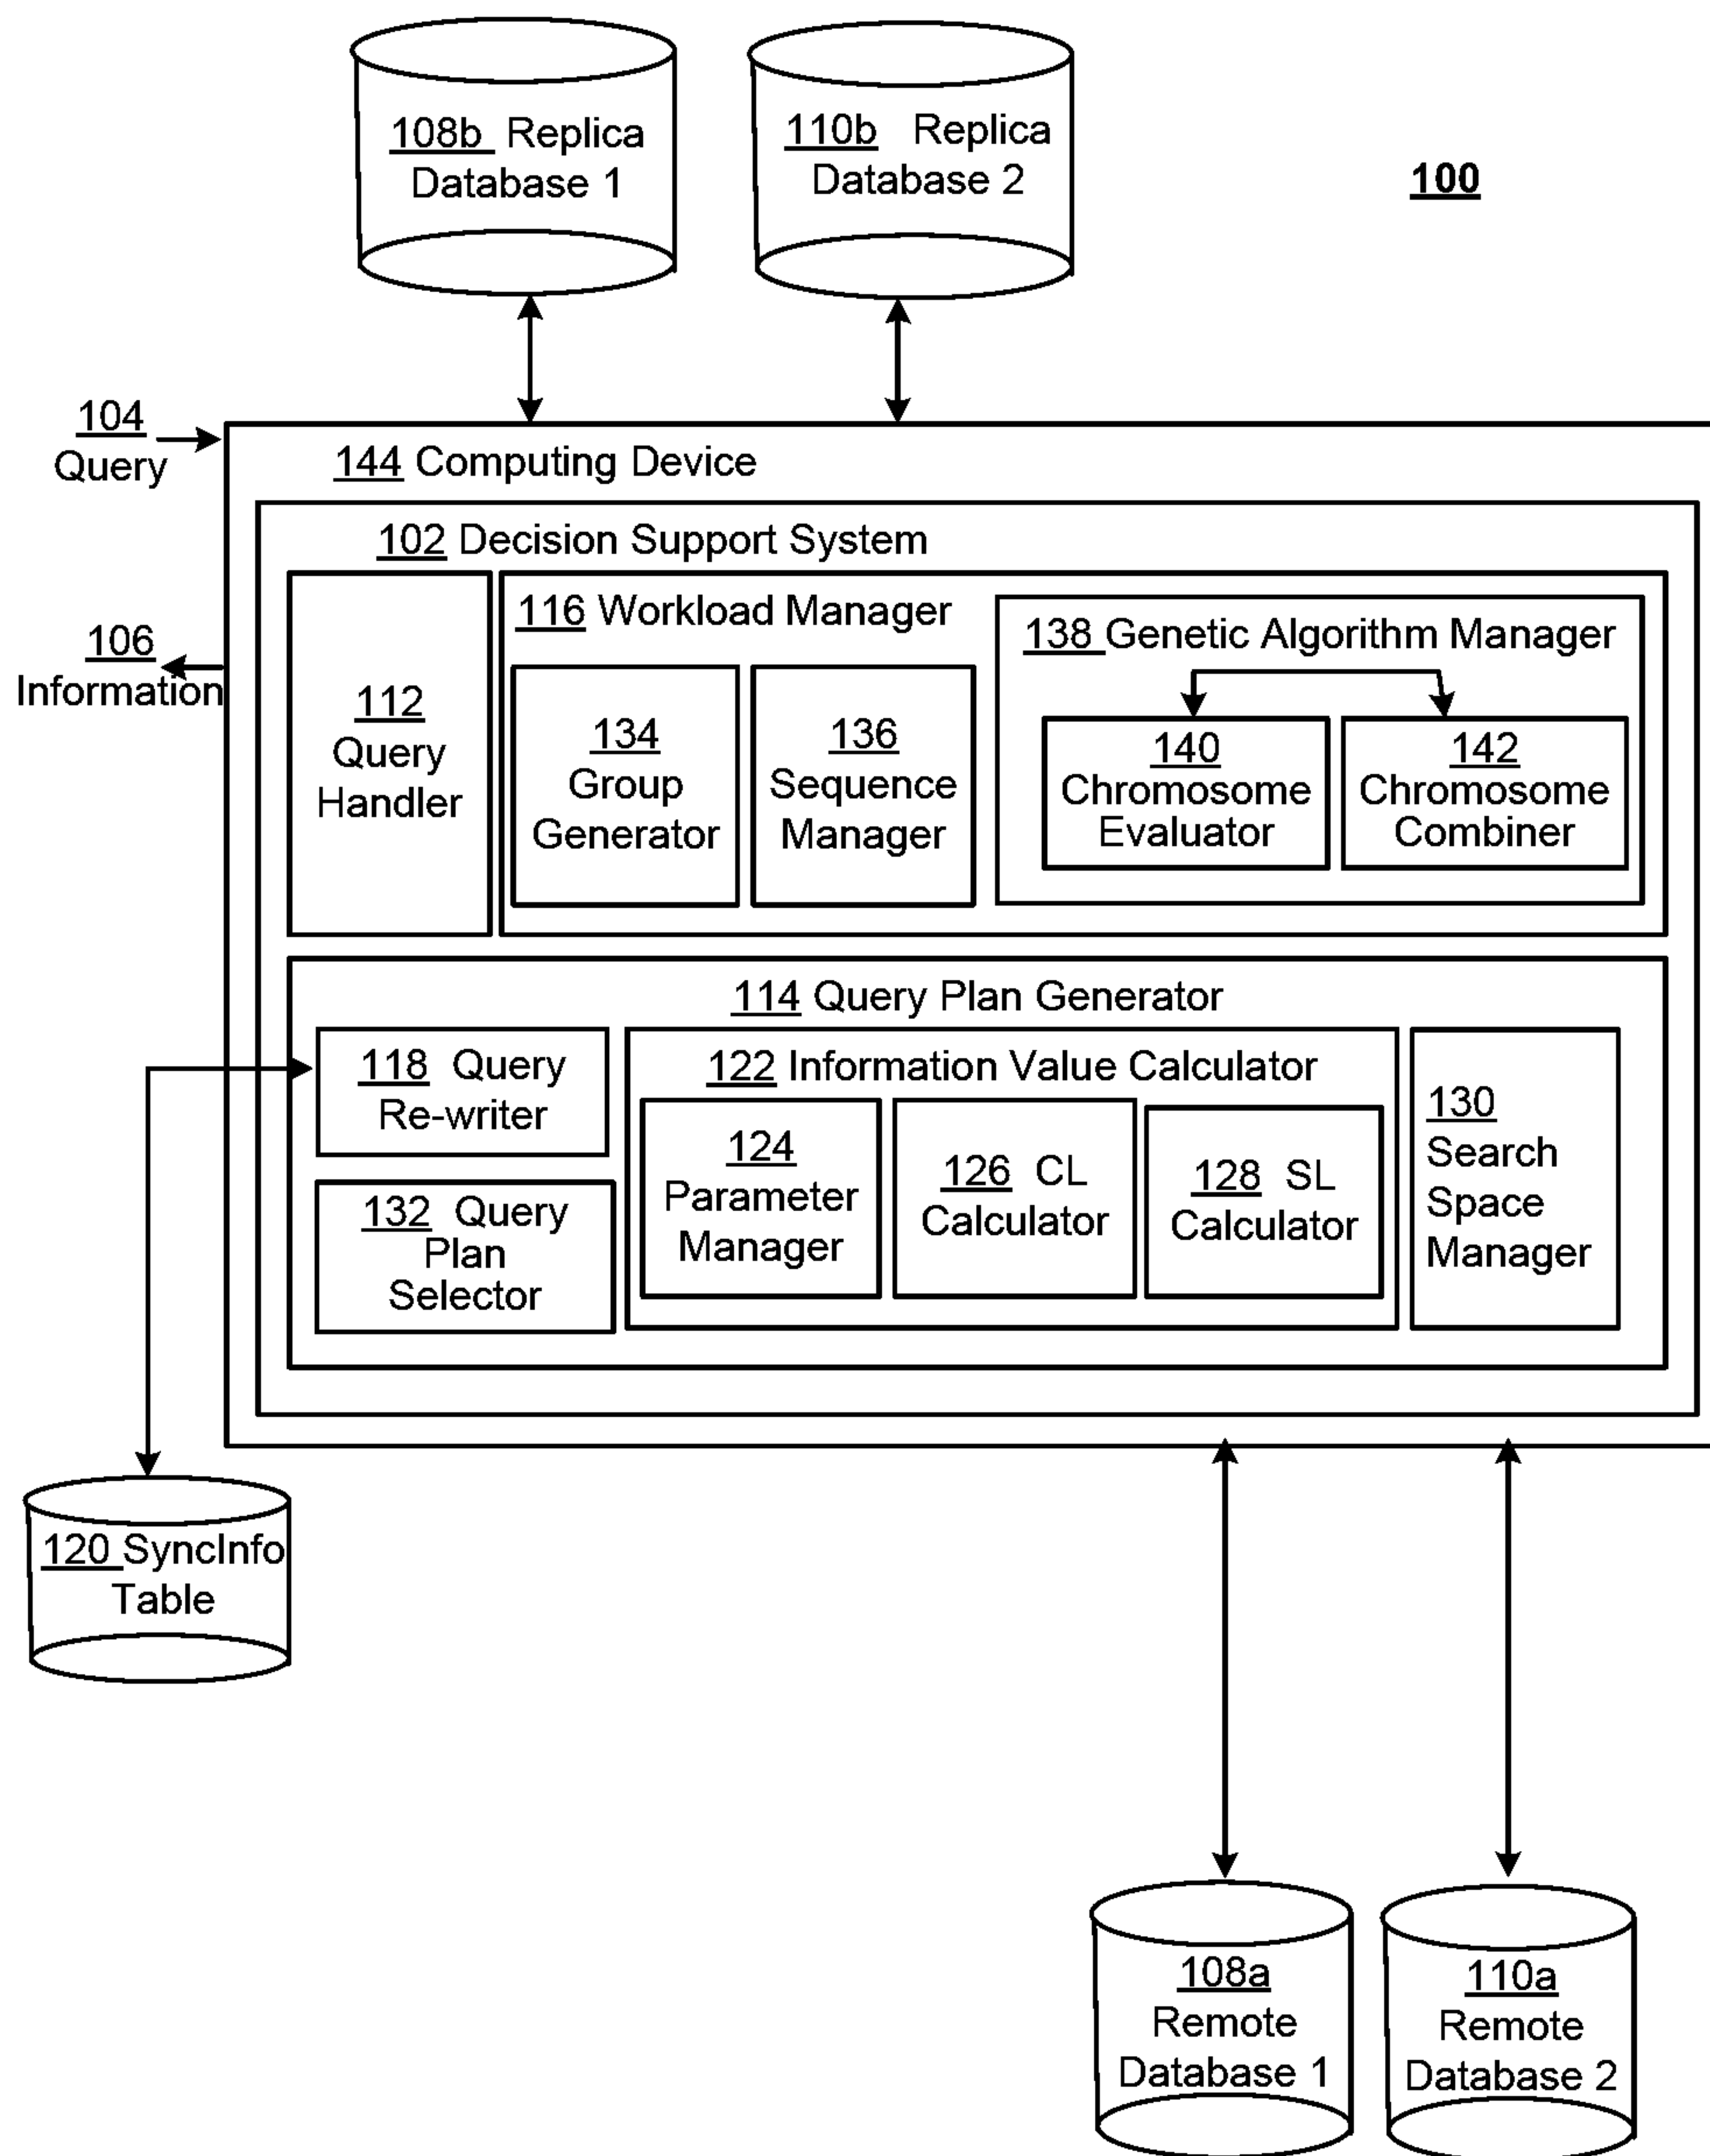 108b Replica
Database 1
110b Replica
Database 2
100
104
Query
144 Computing Device
102 Decision Support System
106
Information
112
Query
Handler
116 Workload Manager
134
Group
Generator
136
Sequence
Manager
138 Genetic Algorithm Manager
140
Chromosome
Evaluator
142
Chromosome
Combiner
114 Query Plan Generator
118 Query
Re-writer
132 Query
Plan
Selector
122 Information Value Calculator
124
Parameter
Manager
126 CL
Calculator
128 SL
Calculator
130
Search
Space
Manager
120 SyncInfo
Table
108a
Remote
Database 1
110a
Remote
Database 2